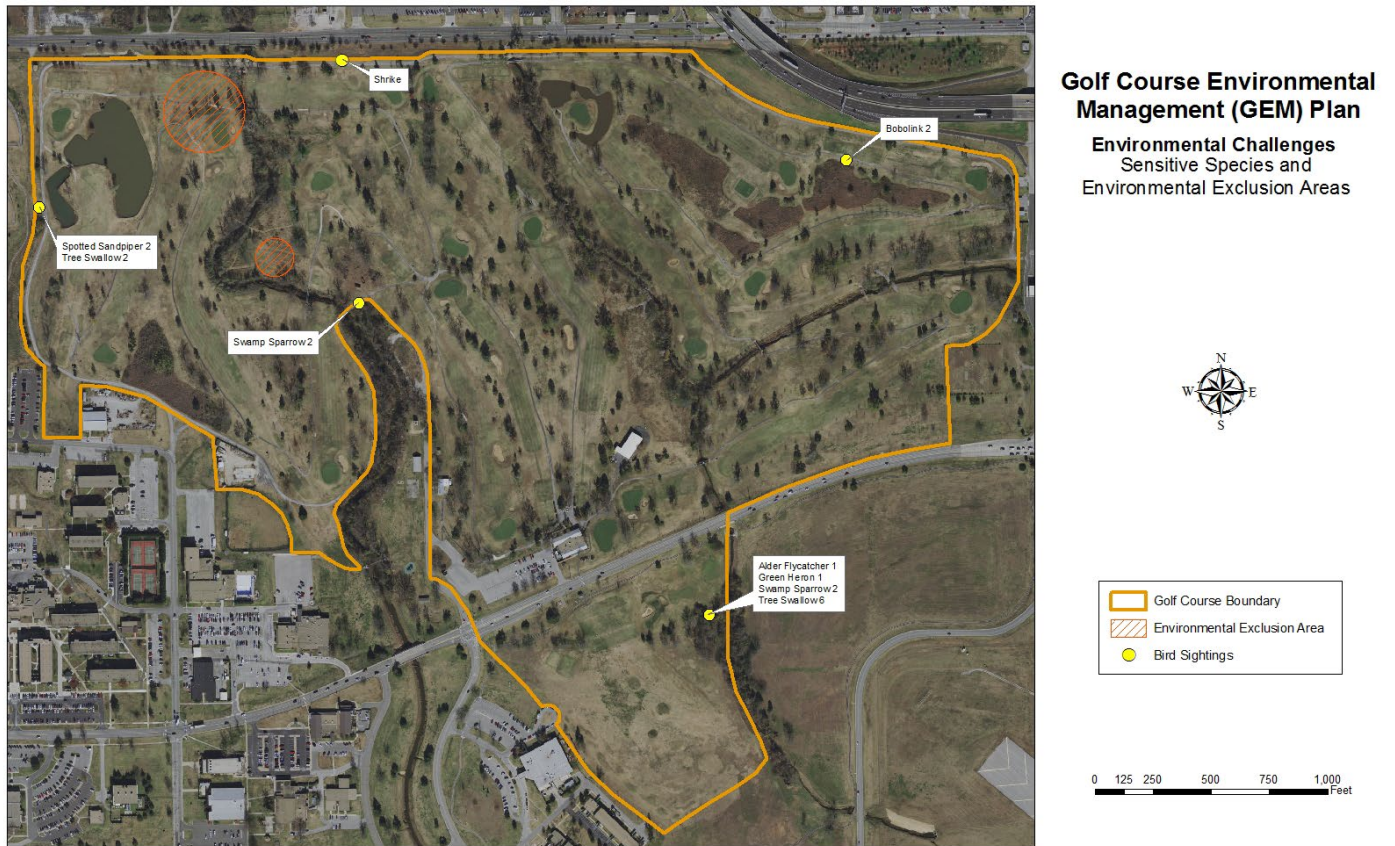 Golf Course Environmental
Management (GEM) Plan
Environmental Challenges
Sensitive Species and
Environmental Exclusion Areas
Shrike
Bobolink 2
Spotted Sandpiper 2
Tree Swallow 2
Swamp Sparrow 2
Alder Flycatcher 1
Green Heron 1
Swamp Sparrow 2
Tree Swallow 6
N
W E
S
Golf Course Boundary
Environmental Exclusion Area
Bird Sightings
0 125 250 500 750 1,000
Feet